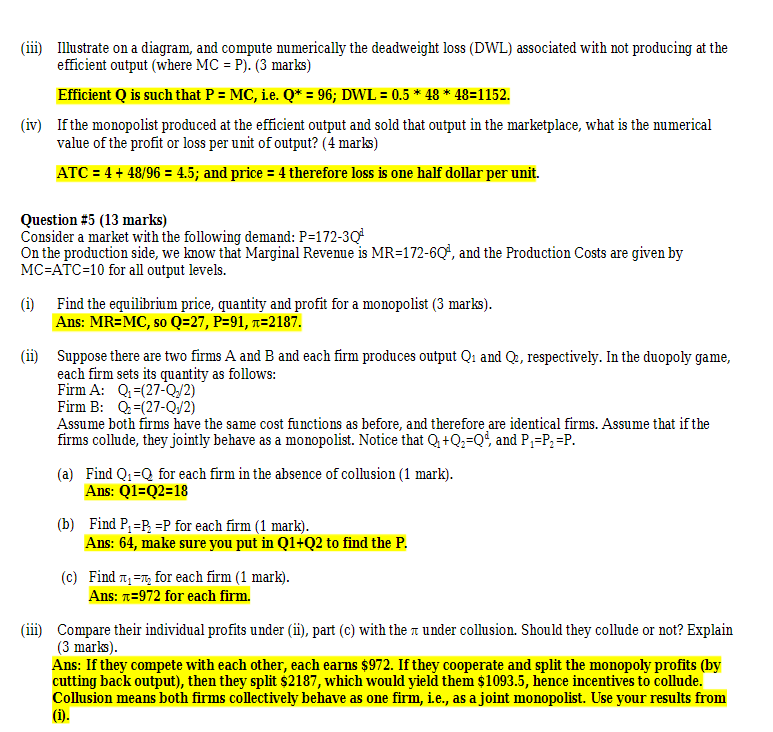 (iii) Illustrate on a diagram, and compute numerically the deadweight loss (DWL) associated with not producing at the
efficient output (where MC = P). (3 marks)
Efficient Q is such that P = MC, i.e. Q* = 96; DWL = 0.5 * 48 * 48=1152.
(iv) If the monopolist produced at the efficient output and sold that output in the marketplace, what is the numerical
value of the profit or loss per unit of output? (4 marks)
ATC = 4 + 48/96 = 4.5; and price = 4 therefore loss is one half dollar per unit.
Question #5 (13 marks)
Consider a market with the following demand: P=172-3Qᵈ
On the production side, we know that Marginal Revenue is MR=172-6Qᵈ, and the Production Costs are given by
MC=ATC=10 for all output levels.
(i) Find the equilibrium price, quantity and profit for a monopolist (3 marks).
Ans: MR=MC, so Q=27, P=91, π=2187.
(ii) Suppose there are two firms A and B and each firm produces output Q₁ and Q₂, respectively. In the duopoly game,
each firm sets its quantity as follows:
Firm A: Q₁=(27-Q₂/2)
Firm B: Q₂=(27-Q₁/2)
Assume both firms have the same cost functions as before, and therefore are identical firms. Assume that if the
firms collude, they jointly behave as a monopolist. Notice that Q₁+Q₂=Qᵈ, and P₁=P₂=P.
(a) Find Q₁=Q₂ for each firm in the absence of collusion (1 mark).
Ans: Q1=Q2=18
(b) Find P₁=P₂ =P for each firm (1 mark).
Ans: 64, make sure you put in Q1+Q2 to find the P.
(c) Find π₁=π₂ for each firm (1 mark).
Ans: π=972 for each firm.
(iii) Compare their individual profits under (ii), part (c) with the π under collusion. Should they collude or not? Explain
(3 marks).
Ans: If they compete with each other, each earns $972. If they cooperate and split the monopoly profits (by
cutting back output), then they split $2187, which would yield them $1093.5, hence incentives to collude.
Collusion means both firms collectively behave as one firm, i.e., as a joint monopolist. Use your results from
(i).